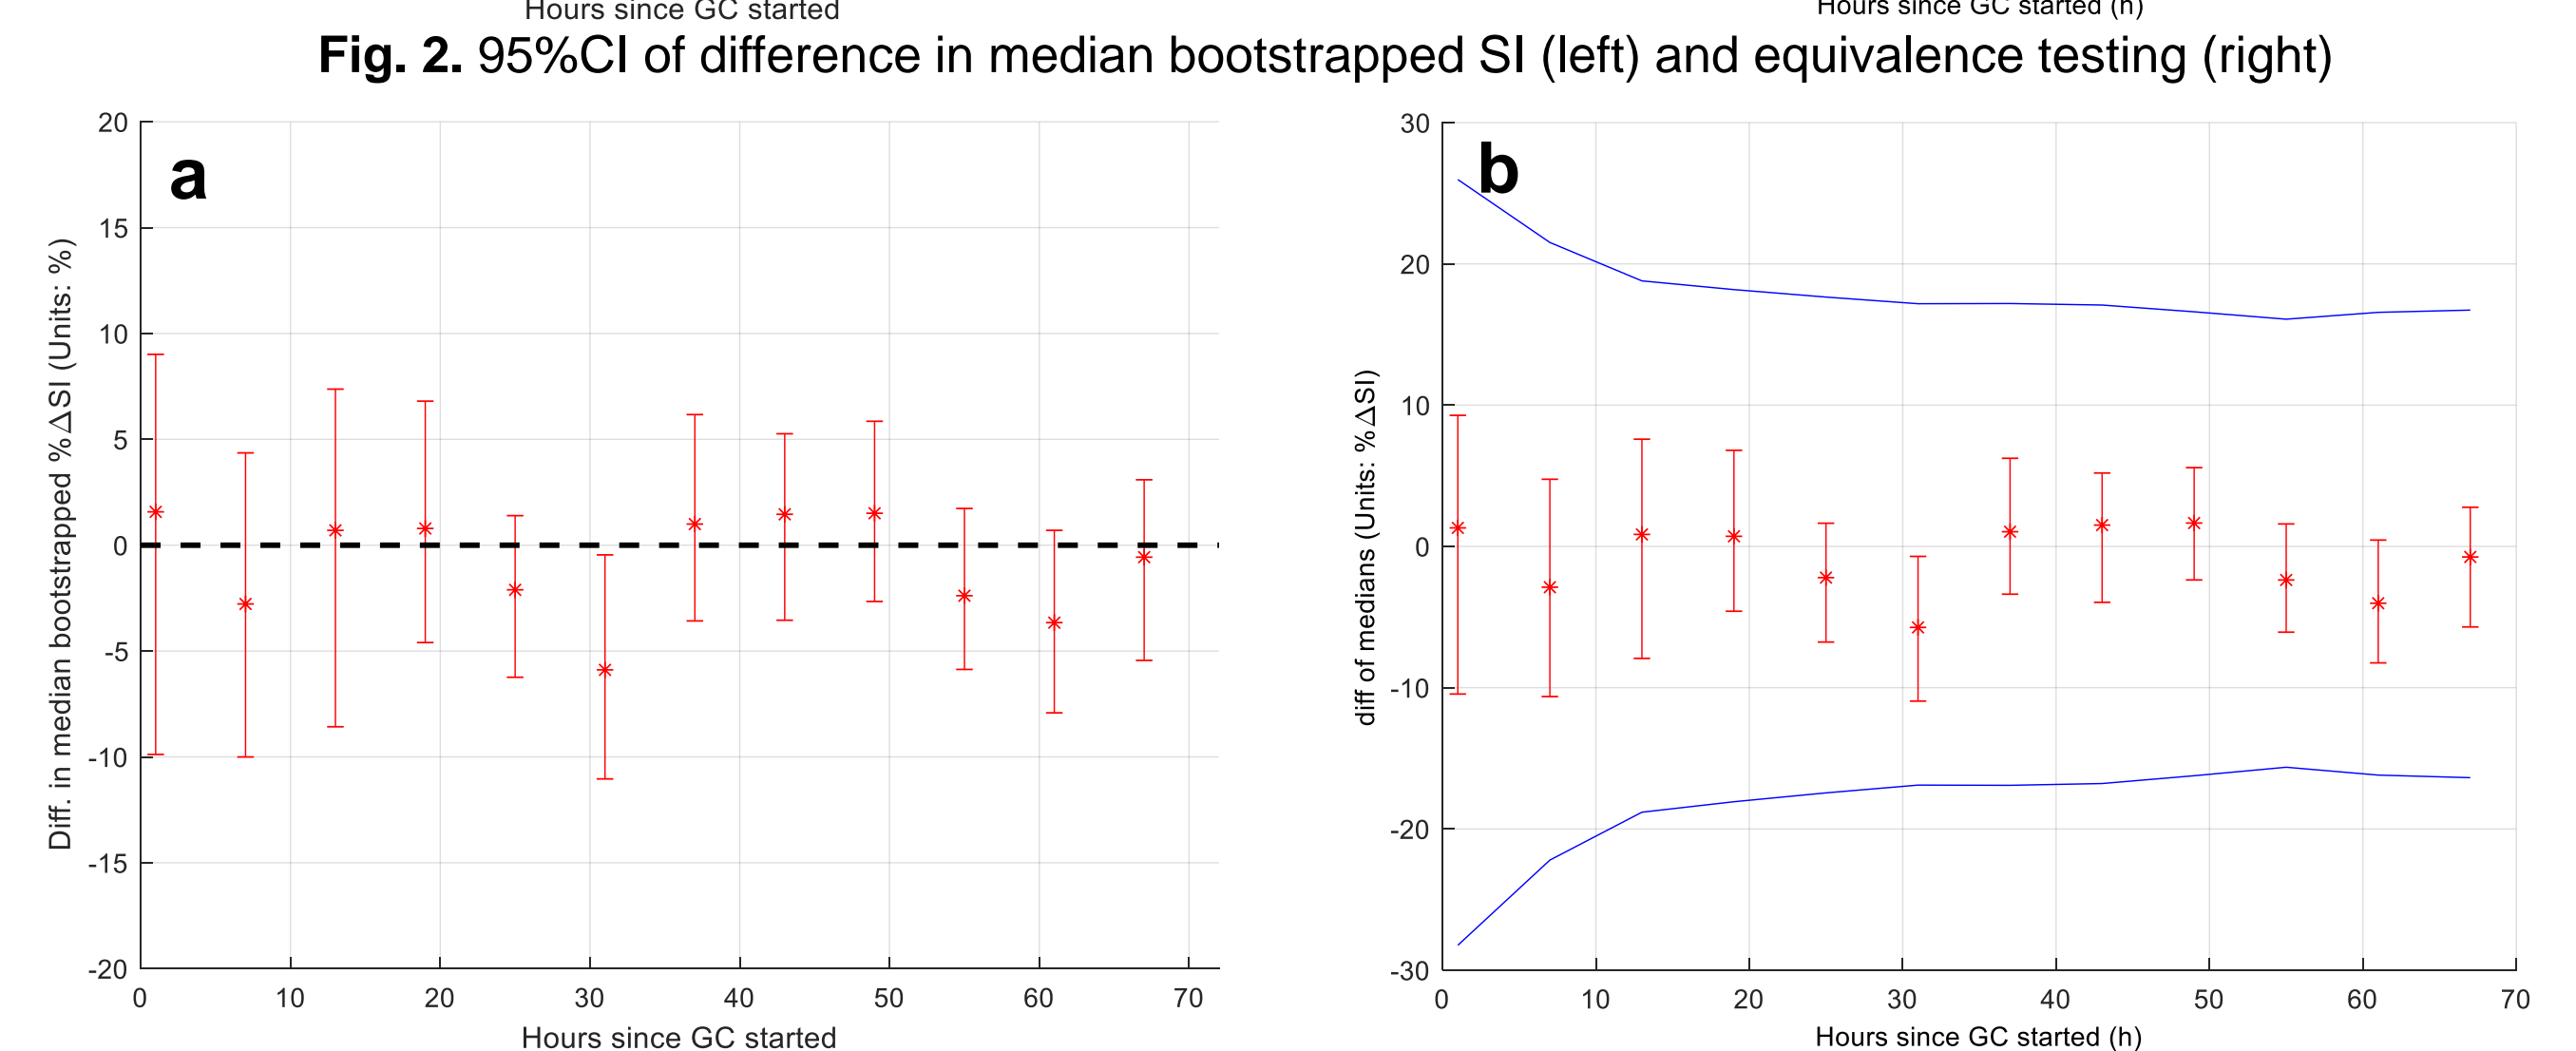 Hours since GC started
Hours since GC started (h)
Fig. 2. 95%CI of difference in median bootstrapped SI (left) and equivalence testing (right)
a
Diff. in median bootstrapped %ΔSI (Units: %)
20
15
10
5
0
-5
-10
-15
-20
0 10 20 30 40 50 60 70
Hours since GC started
b
diff of medians (Units: %ΔSI)
30
20
10
0
-10
-20
-30
0 10 20 30 40 50 60 70
Hours since GC started (h)